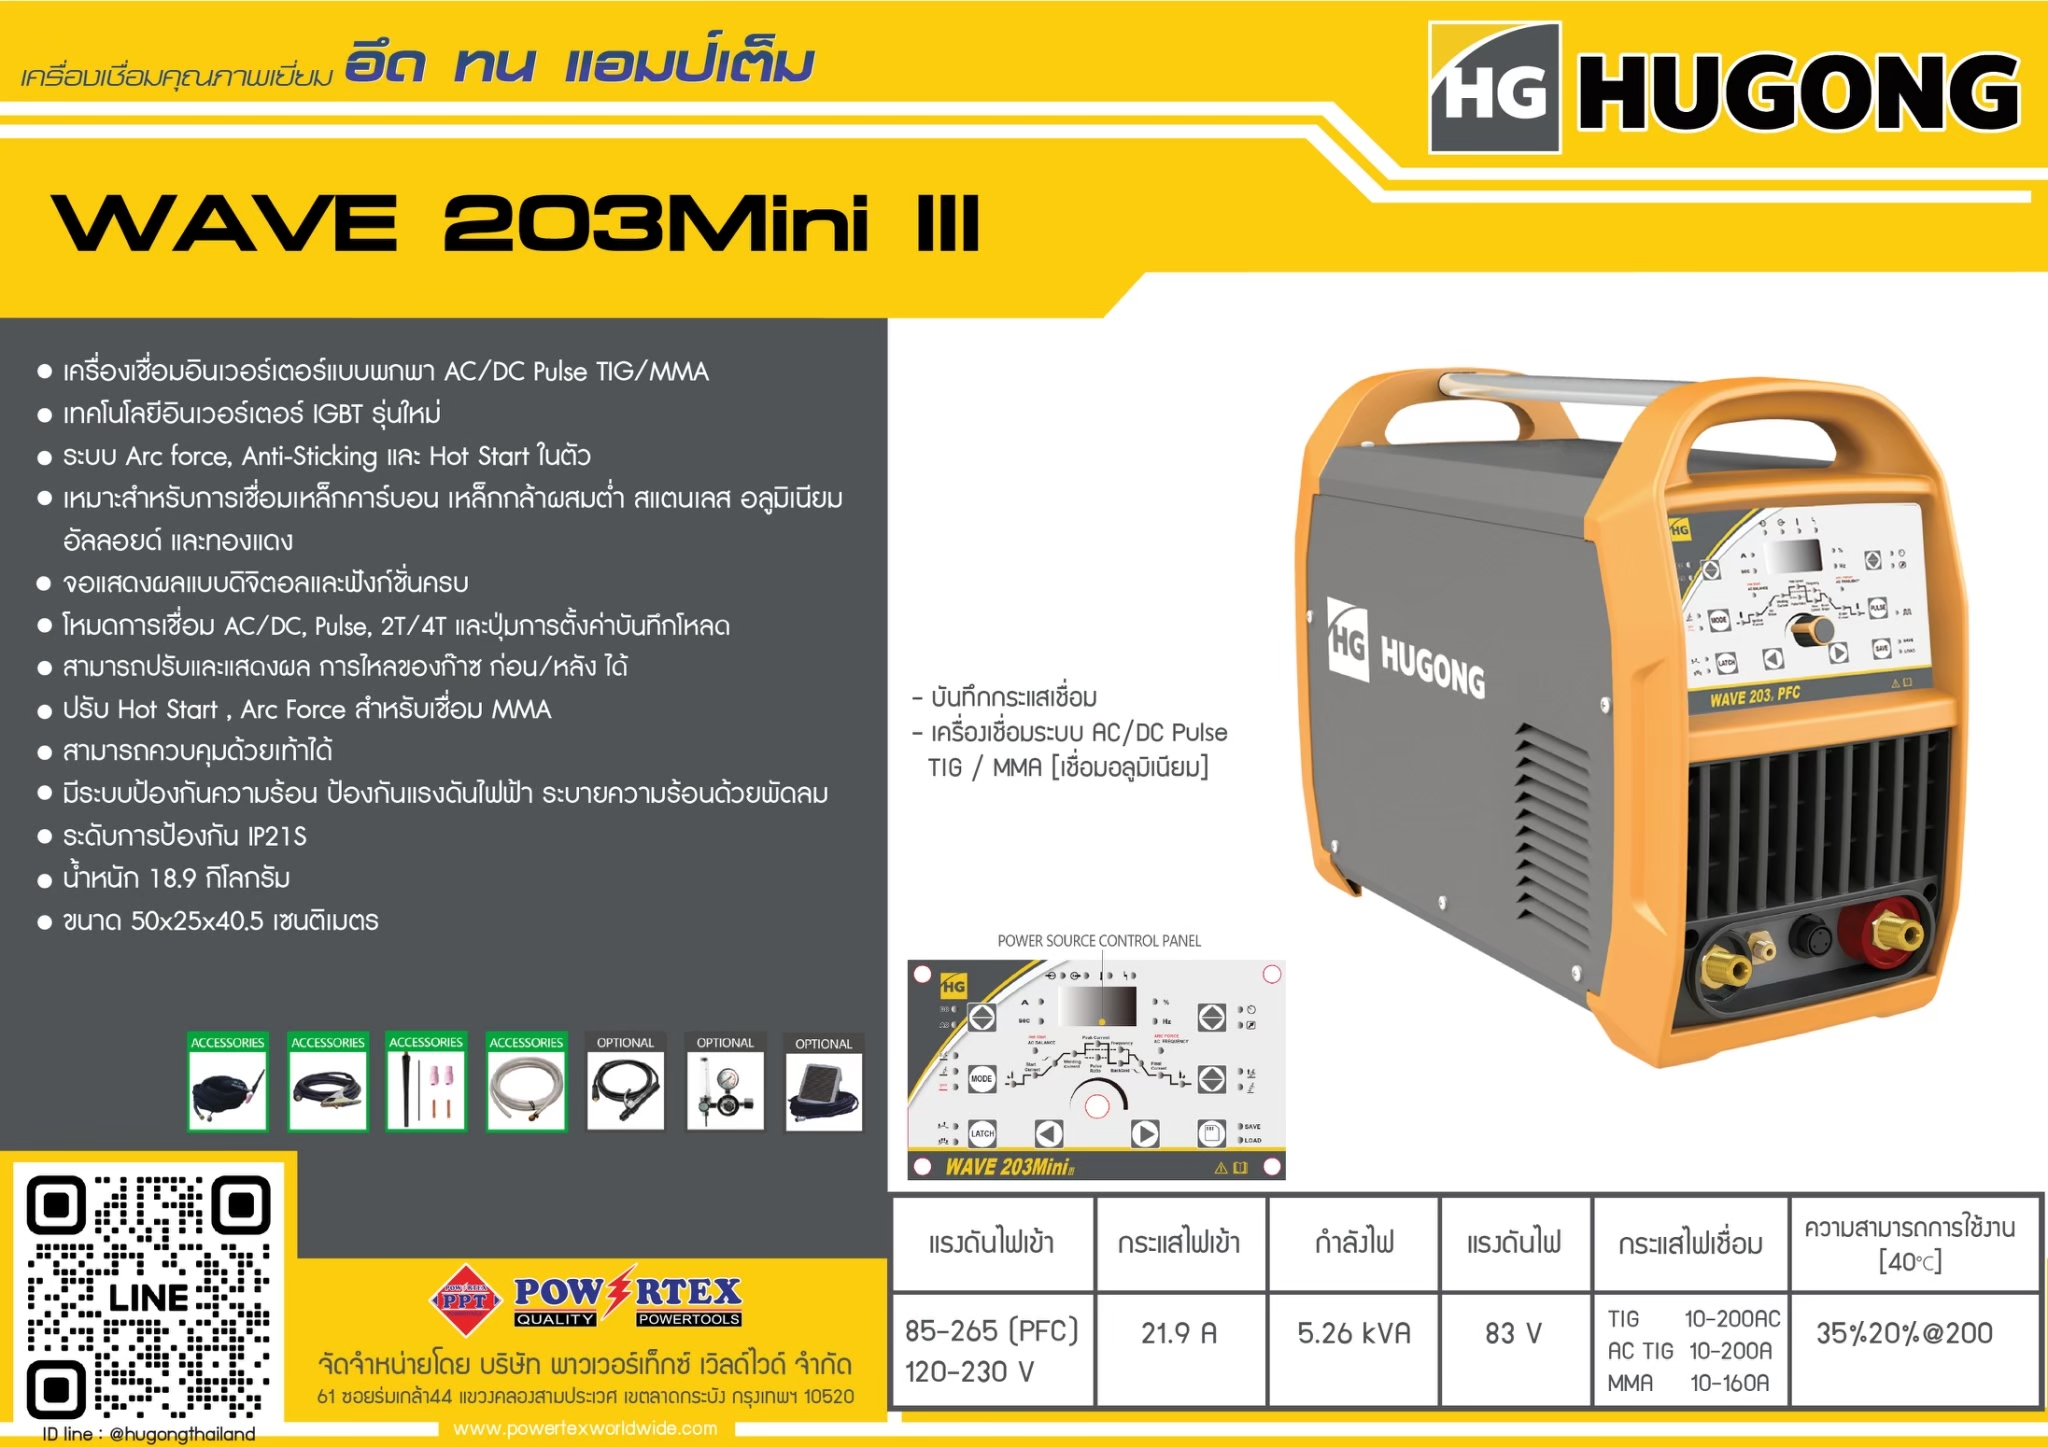 เครื่องเชื่อมคุณภาพเยี่ยม อึด ทน แอมป์เต็ม
HG HUGONG
WAVE 203Mini III
เครื่องเชื่อมอินเวอร์เตอร์แบบพกพา AC/DC Pulse TIG/MMA
เทคโนโลยีอินเวอร์เตอร์ IGBT รุ่นใหม่
ระบบ Arc force, Anti-Sticking และ Hot Start ในตัว
เหมาะสำหรับการเชื่อมเหล็กคาร์บอน เหล็กกล้าผสมต่ำ สแตนเลส อลูมิเนียม
อัลลอยด์ และทองแดง
จอแสดงผลแบบดิจิตอลและฟังก์ชั่นครบ
โหมดการเชื่อม AC/DC, Pulse, 2T/4T และปุ่มการตั้งค่าบันทึกโหลด
สามารถปรับและแสดงผล การไหลของก๊าซ ก่อน/หลัง ได้
ปรับ Hot Start , Arc Force สำหรับเชื่อม MMA
สามารถควบคุมด้วยเท้าได้
มีระบบป้องกันความร้อน ป้องกันแรงดันไฟฟ้า ระบายความร้อนด้วยพัดลม
ระดับการป้องกัน IP21S
น้ำหนัก 18.9 กิโลกรัม
ขนาด 50x25x40.5 เซนติเมตร
- บันทึกกระแสเชื่อม
- เครื่องเชื่อมระบบ AC/DC Pulse
TIG / MMA [เชื่อมอลูมิเนียม]
HG HUGONG
HG
A
%
SEC
Hz
MODE
PULSE
LATCH
SAVE
SAVE
LOAD
WAVE 203, PFC
POWER SOURCE CONTROL PANEL
HG
A
%
SEC
Hz
AC BALANCE
Peak Current
ARC FORCE
AC FREQUENCY
Frequency
Start Current
Welding Current
Pulse Ratio
Final Current
MODE
LATCH
SAVE
LOAD
WAVE 203Mini III
ACCESSORIES ACCESSORIES ACCESSORIES ACCESSORIES OPTIONAL OPTIONAL OPTIONAL
LINE
ID line : @hugongthailand
PPT
POWERTEX
QUALITY POWERTOOLS
จัดจำหน่ายโดย บริษัท พาวเวอร์เท็กซ์ เวิลด์ไวด์ จำกัด
61 ซอยร่มเกล้า44 แขวงคลองสามประเวศ เขตลาดกระบัง กรุงเทพฯ 10520
www.powertexworldwide.com
แรงดันไฟเข้า กระแสไฟเข้า กำลังไฟ แรงดันไฟ กระแสไฟเชื่อม ความสามารถการใช้งาน [40°C]
85-265 (PFC) 21.9 A 5.26 kVA 83 V TIG 10-200AC 35%20%@200
120-230 V AC TIG 10-200A
MMA 10-160A